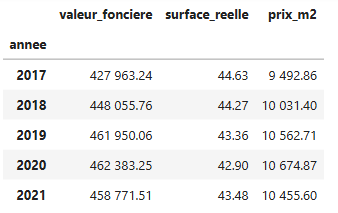 valeur_fonciere surface_reelle prix_m2
annee
2017 427 963.24 44.63 9 492.86
2018 448 055.76 44.27 10 031.40
2019 461 950.06 43.36 10 562.71
2020 462 383.25 42.90 10 674.87
2021 458 771.51 43.48 10 455.60